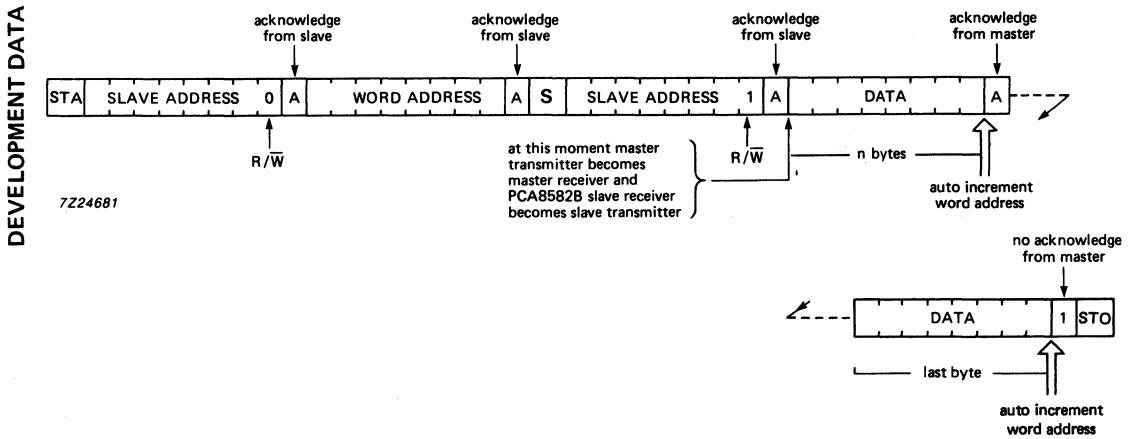 DEVELOPMENT DATA
acknowledge
from slave
acknowledge
from slave
acknowledge
from slave
acknowledge
from master
STA SLAVE ADDRESS 0 A WORD ADDRESS A S SLAVE ADDRESS 1 A DATA A
R/W̅
R/W̅
at this moment master
transmitter becomes
master receiver and
PCA8582B slave receiver
becomes slave transmitter
n bytes
auto increment
word address
7Z24681
no acknowledge
from master
DATA 1 STO
last byte
auto increment
word address